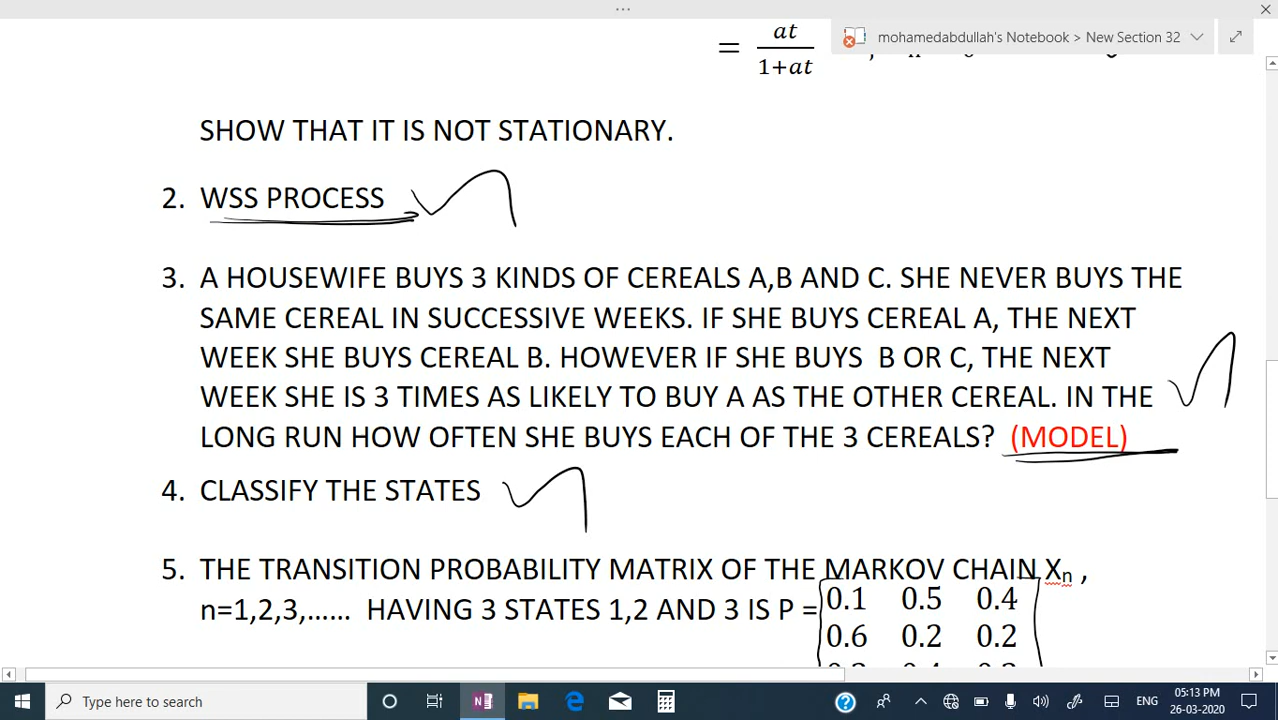 mohamedabdullah's Notebook > New Section 32
= at
1+at
SHOW THAT IT IS NOT STATIONARY.
2. WSS PROCESS
3. A HOUSEWIFE BUYS 3 KINDS OF CEREALS A,B AND C. SHE NEVER BUYS THE
SAME CEREAL IN SUCCESSIVE WEEKS. IF SHE BUYS CEREAL A, THE NEXT
WEEK SHE BUYS CEREAL B. HOWEVER IF SHE BUYS B OR C, THE NEXT
WEEK SHE IS 3 TIMES AS LIKELY TO BUY A AS THE OTHER CEREAL. IN THE
LONG RUN HOW OFTEN SHE BUYS EACH OF THE 3 CEREALS? (MODEL)
4. CLASSIFY THE STATES
5. THE TRANSITION PROBABILITY MATRIX OF THE MARKOV CHAIN Xn ,
n=1,2,3,...... HAVING 3 STATES 1,2 AND 3 IS P =
0.1 0.5 0.4
0.6 0.2 0.2
Type here to search
ENG
05:13 PM
26-03-2020